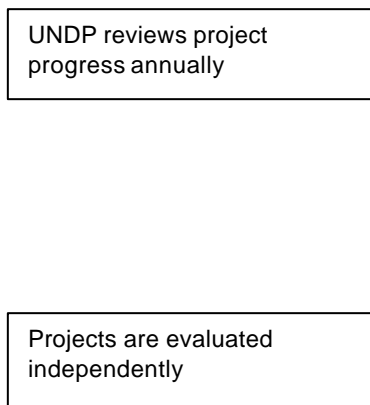 UNDP reviews project
progress annually
Projects are evaluated
independently